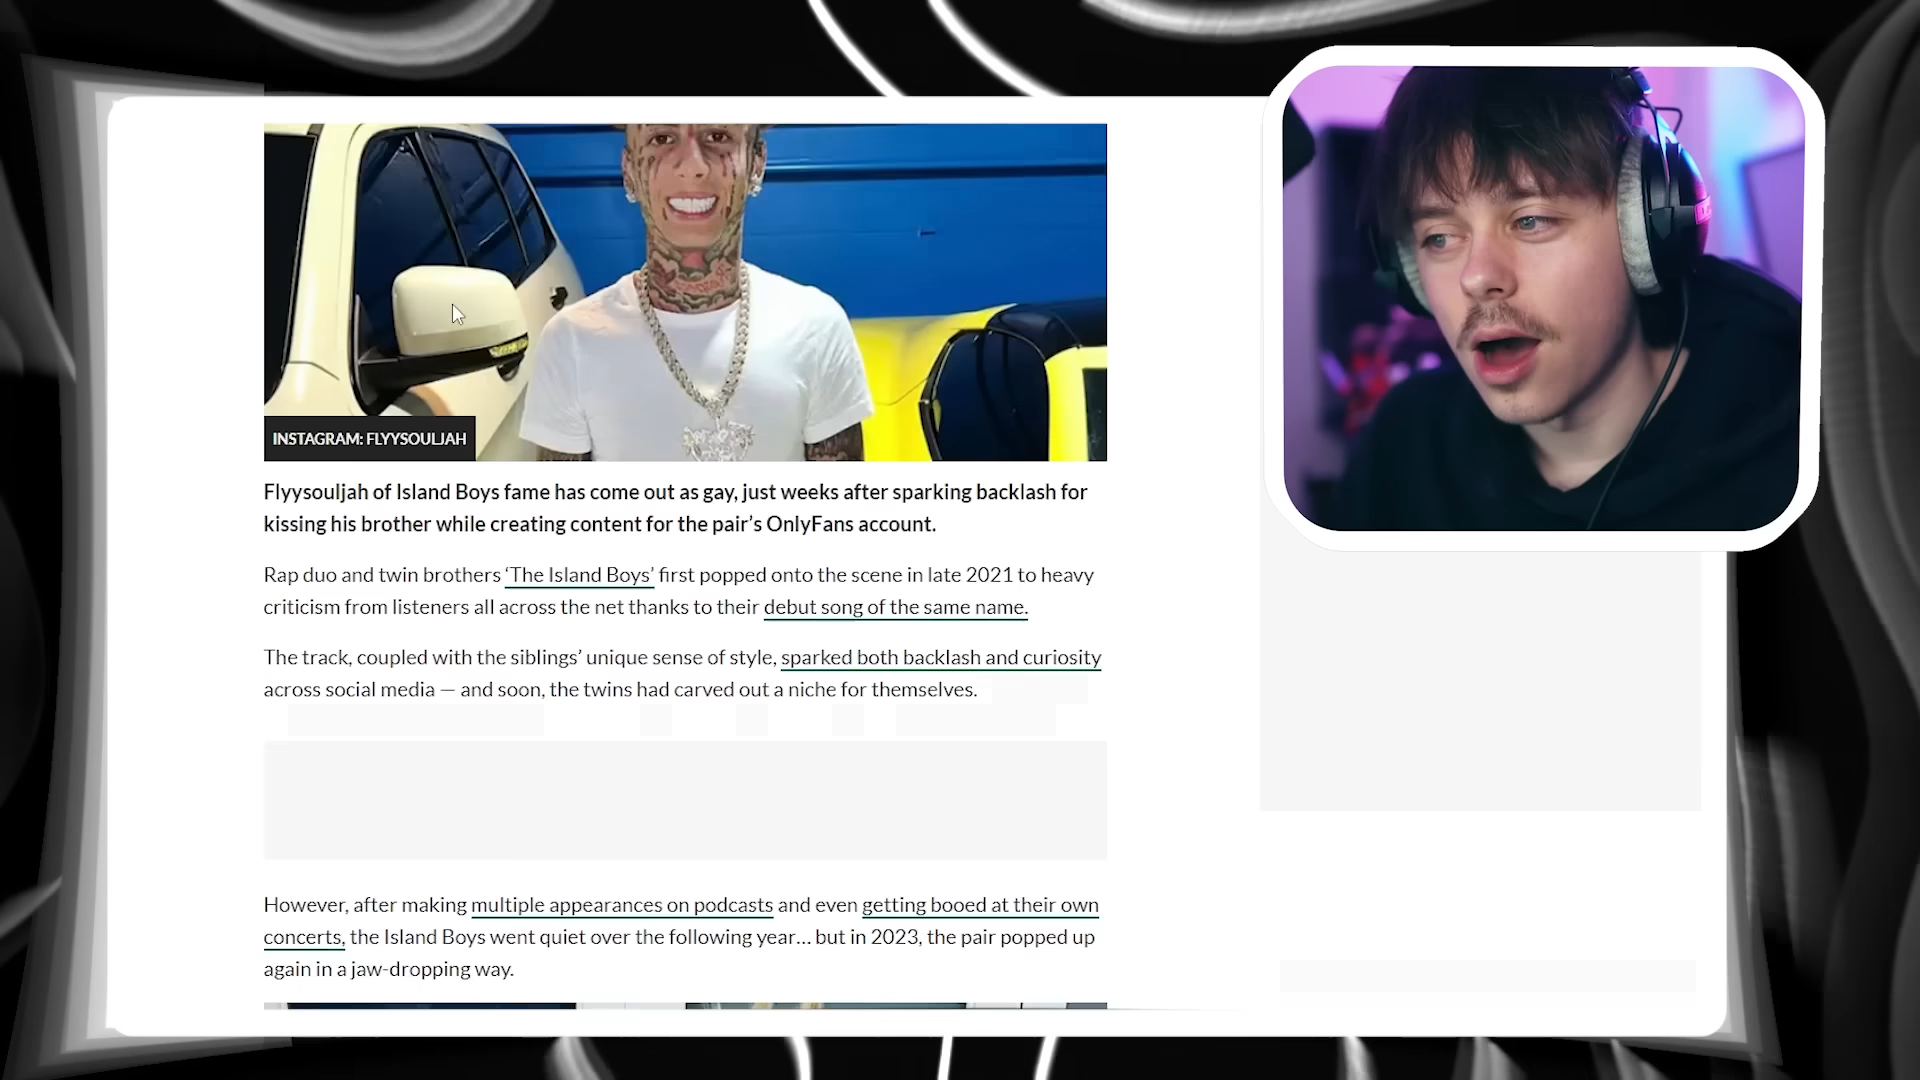 INSTAGRAM: FLYYSOULJAH
Flyysouljah of Island Boys fame has come out as gay, just weeks after sparking backlash for
kissing his brother while creating content for the pair’s OnlyFans account.
Rap duo and twin brothers ‘The Island Boys’ first popped onto the scene in late 2021 to heavy
criticism from listeners all across the net thanks to their debut song of the same name.
The track, coupled with the siblings’ unique sense of style, sparked both backlash and curiosity
across social media — and soon, the twins had carved out a niche for themselves.
However, after making multiple appearances on podcasts and even getting booed at their own
concerts, the Island Boys went quiet over the following year… but in 2023, the pair popped up
again in a jaw-dropping way.